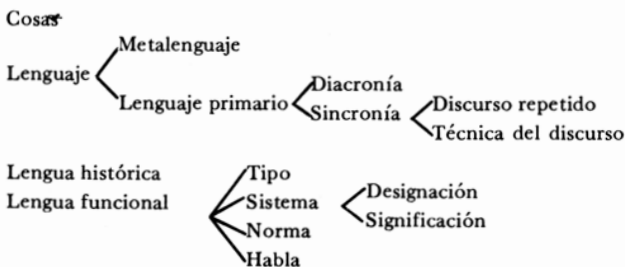 Cosas
Metalenguaje
Lenguaje
Diacronía
Lenguaje primario
Sincronía
Discurso repetido
Técnica del discurso
Lengua histórica
Tipo
Lengua funcional
Sistema
Designación
Significación
Norma
Habla